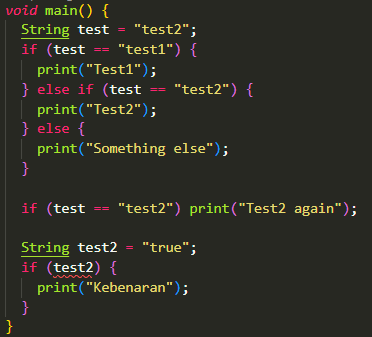 void main() {
  String test = "test2";
  if (test == "test1") {
    print("Test1");
  } else if (test == "test2") {
    print("Test2");
  } else {
    print("Something else");
  }

  if (test == "test2") print("Test2 again");

  String test2 = "true";
  if (test2) {
    print("Kebenaran");
  }
}